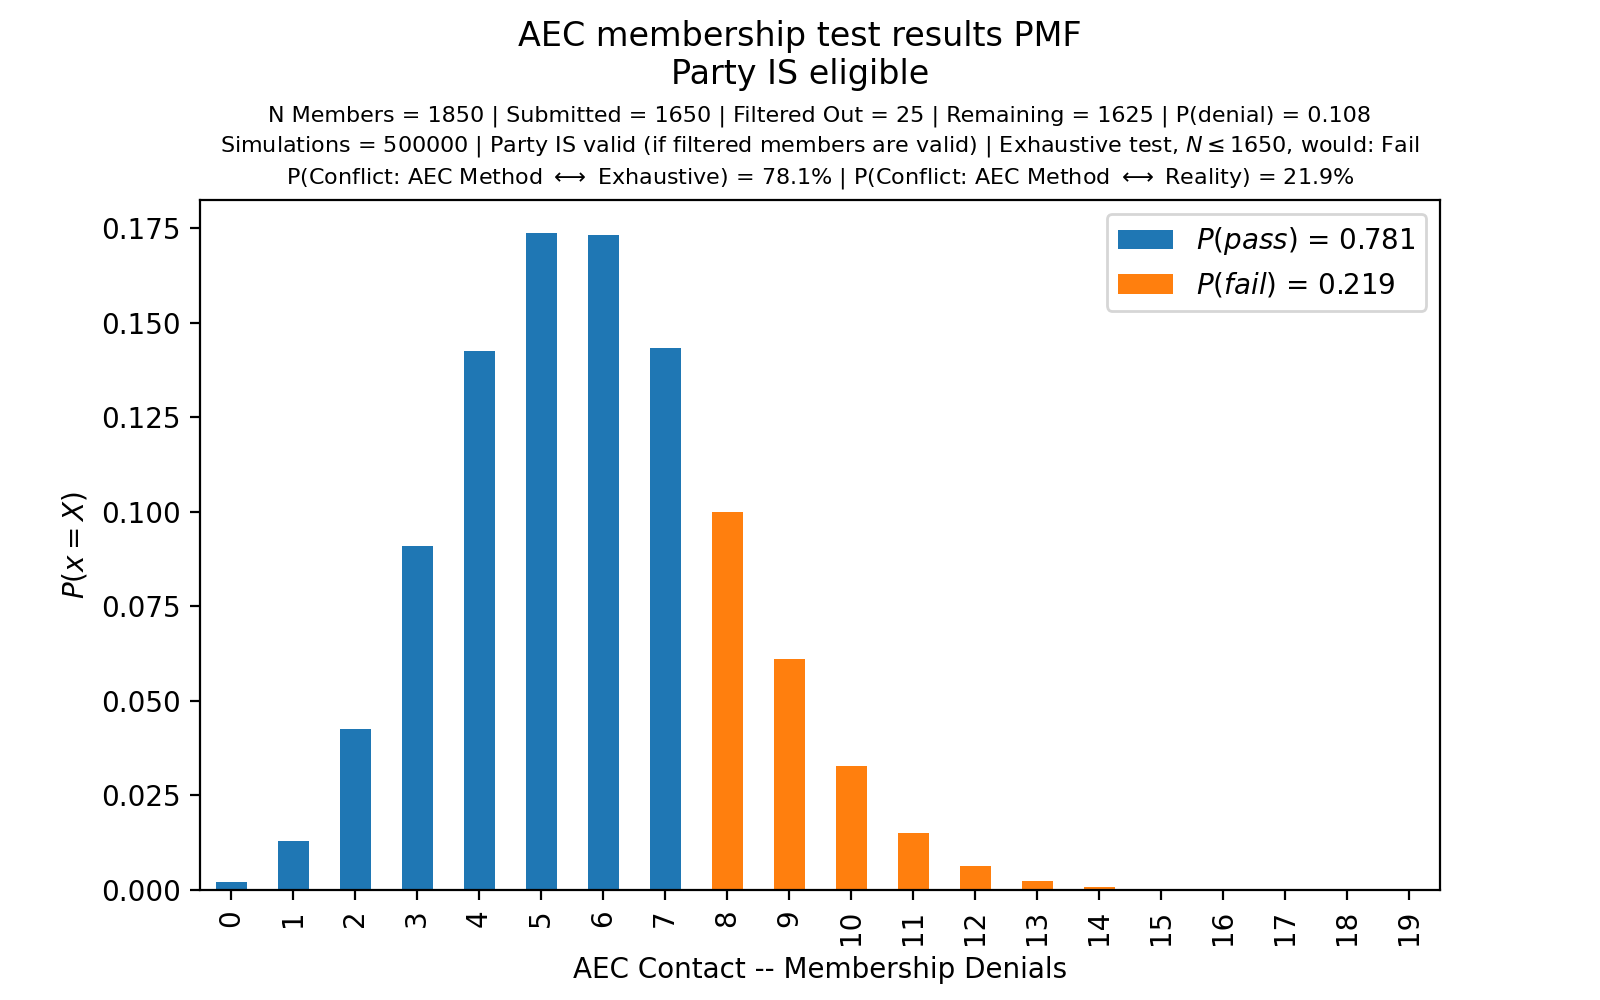 AEC membership test results PMF
Party IS eligible
N Members = 1850 | Submitted = 1650 | Filtered Out = 25 | Remaining = 1625 | P(denial) = 0.108
Simulations = 500000 | Party IS valid (if filtered members are valid) | Exhaustive test, N ≤ 1650, would: Fail
P(Conflict: AEC Method ⟷ Exhaustive) = 78.1% | P(Conflict: AEC Method ⟷ Reality) = 21.9%
P(pass) = 0.781
P(fail) = 0.219
0.175
0.150
0.125
0.100
0.075
0.050
0.025
0.000
P(x = X)
0 1 2 3 4 5 6 7 8 9 10 11 12 13 14 15 16 17 18 19
AEC Contact -- Membership Denials